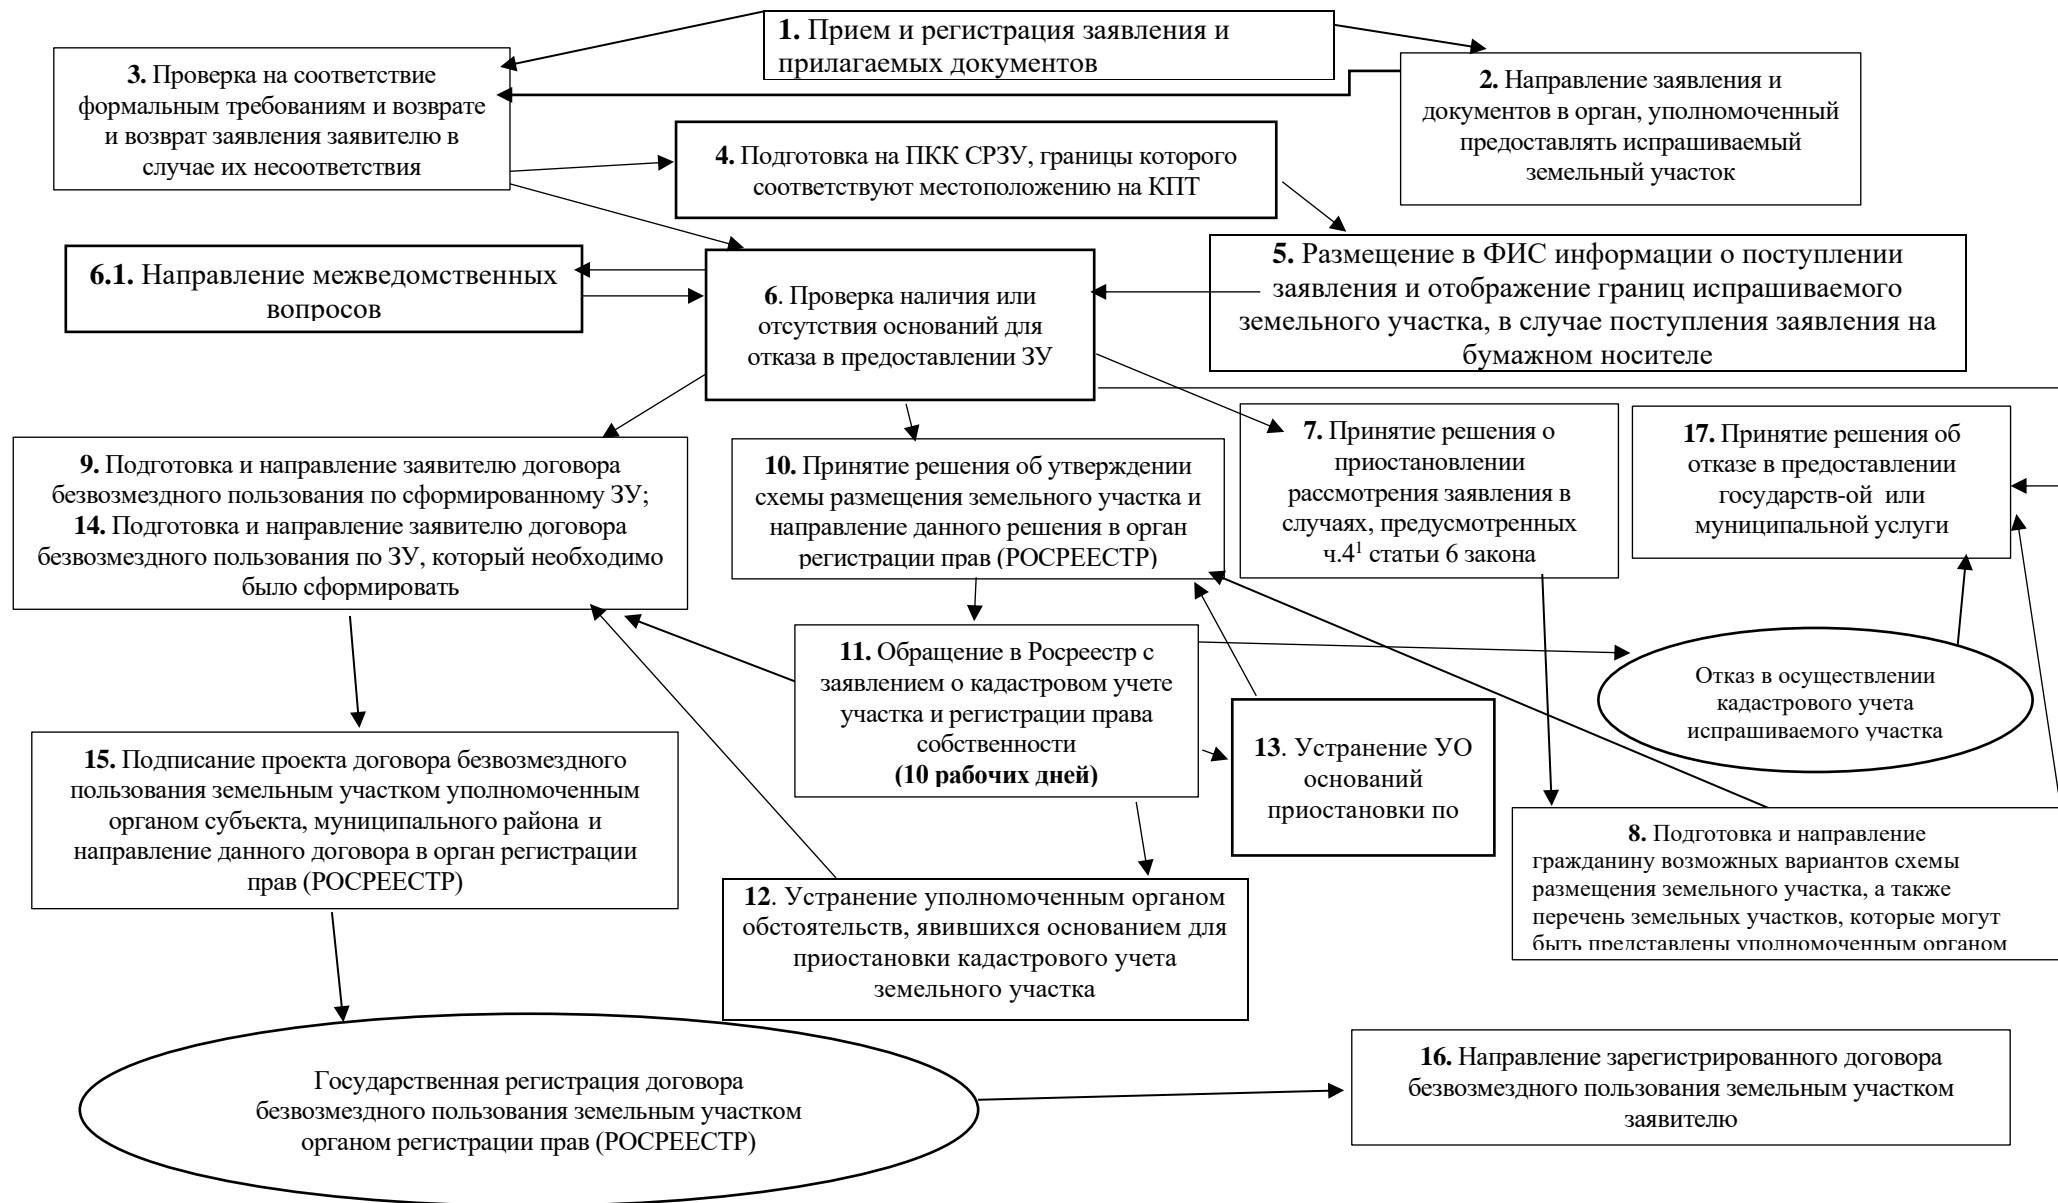 1. Прием и регистрация заявления и
прилагаемых документов
3. Проверка на соответствие
формальным требованиям и возврате
и возврат заявления заявителю в
случае их несоответствия
2. Направление заявления и
документов в орган, уполномоченный
предоставлять испрашиваемый
земельный участок
4. Подготовка на ПКК СРЗУ, границы которого
соответствуют местоположению на КПТ
6.1. Направление межведомственных
вопросов
6. Проверка наличия или
отсутствия оснований для
отказа в предоставлении ЗУ
5. Размещение в ФИС информации о поступлении
заявления и отображение границ испрашиваемого
земельного участка, в случае поступления заявления на
бумажном носителе
9. Подготовка и направление заявителю договора
безвозмездного пользования по сформированному ЗУ;
14. Подготовка и направление заявителю договора
безвозмездного пользования по ЗУ, который необходимо
было сформировать
10. Принятие решения об утверждении
схемы размещения земельного участка и
направление данного решения в орган
регистрации прав (РОСРЕЕСТР)
7. Принятие решения о
приостановлении
рассмотрения заявления в
случаях, предусмотренных
ч.4¹ статьи 6 закона
17. Принятие решения об
отказе в предоставлении
государств-ой или
муниципальной услуги
11. Обращение в Росреестр с
заявлением о кадастровом учете
участка и регистрации права
собственности
(10 рабочих дней)
Отказ в осуществлении
кадастрового учета
испрашиваемого участка
13. Устранение УО
оснований
приостановки по
15. Подписание проекта договора безвозмездного
пользования земельным участком уполномоченным
органом субъекта, муниципального района и
направление данного договора в орган регистрации
прав (РОСРЕЕСТР)
8. Подготовка и направление
гражданину возможных вариантов схемы
размещения земельного участка, а также
перечень земельных участков, которые могут
быть представлены уполномоченным органом
12. Устранение уполномоченным органом
обстоятельств, явившихся основанием для
приостановки кадастрового учета
земельного участка
Государственная регистрация договора
безвозмездного пользования земельным участком
органом регистрации прав (РОСРЕЕСТР)
16. Направление зарегистрированного договора
безвозмездного пользования земельным участком
заявителю